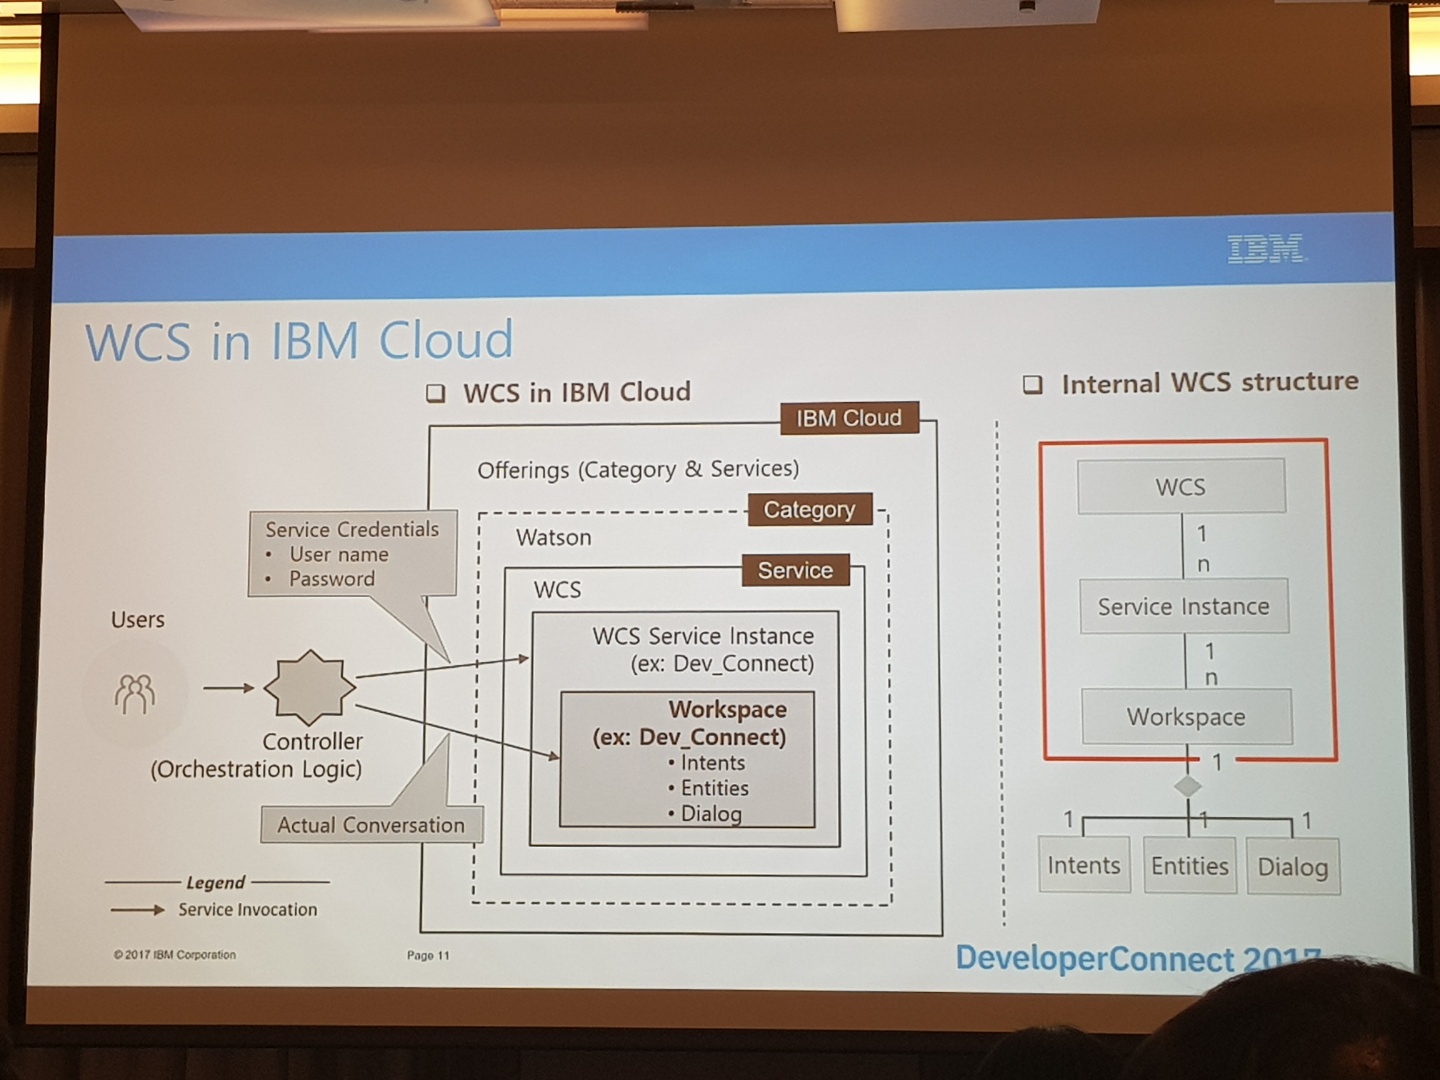 IBM
WCS in IBM Cloud
❑ WCS in IBM Cloud
IBM Cloud
Offerings (Category & Services)
Category
Watson
Service
WCS
WCS Service Instance
(ex: Dev_Connect)
Workspace
(ex: Dev_Connect)
• Intents
• Entities
• Dialog
Service Credentials
• User name
• Password
Users
Controller
(Orchestration Logic)
Actual Conversation
Legend
Service Invocation
❑ Internal WCS structure
WCS
1
n
Service Instance
1
n
Workspace
1
1 1 1
Intents Entities Dialog
© 2017 IBM Corporation
Page 11
DeveloperConnect 2017